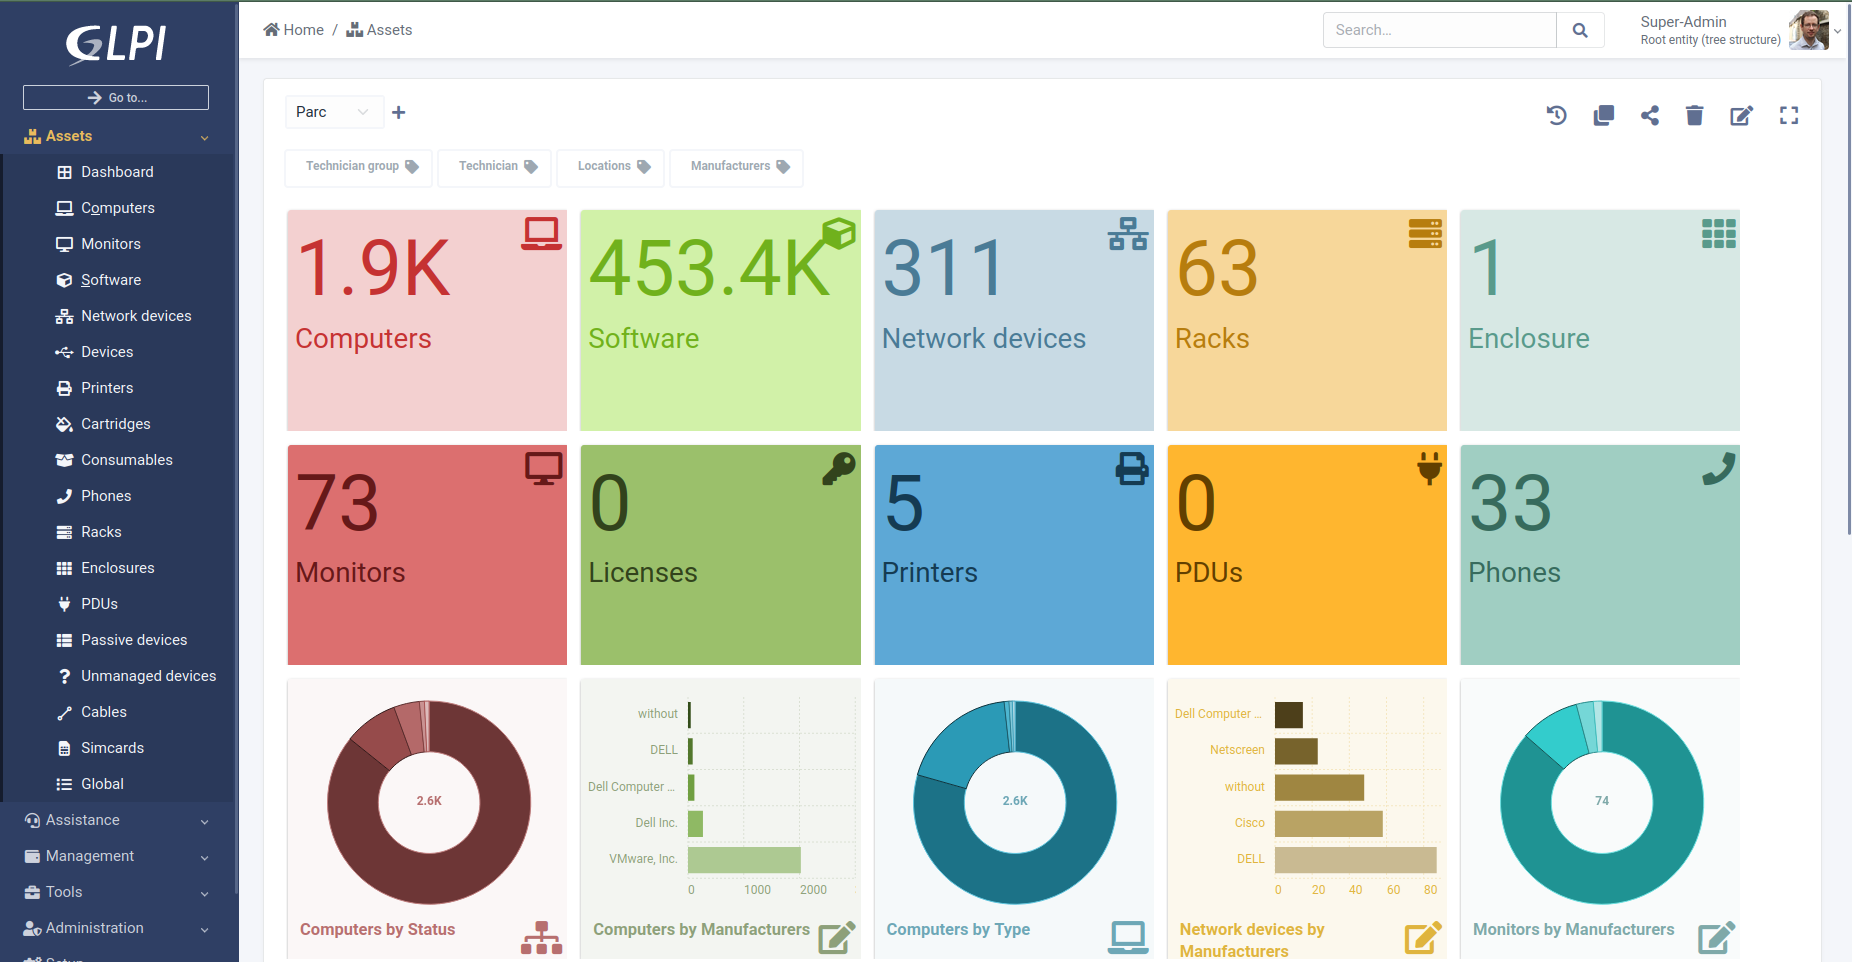 GLPI
Go to...
Assets
Dashboard
Computers
Monitors
Software
Network devices
Devices
Printers
Cartridges
Consumables
Phones
Racks
Enclosures
PDUs
Passive devices
Unmanaged devices
Cables
Simcards
Global
Assistance
Management
Tools
Administration
Setup
Home / Assets
Search...
Super-Admin
Root entity (tree structure)
Parc
Technician group
Technician
Locations
Manufacturers
1.9K
Computers
453.4K
Software
311
Network devices
63
Racks
1
Enclosure
73
Monitors
0
Licenses
5
Printers
0
PDUs
33
Phones
2.6K
Computers by Status
without
DELL
Dell Computer ...
Dell Inc.
VMware, Inc.
0 1000 2000
Computers by Manufacturers
2.6K
Computers by Type
Dell Computer ...
Netscreen
without
Cisco
DELL
0 20 40 60 80
Network devices by
Manufacturers
74
Monitors by Manufacturers